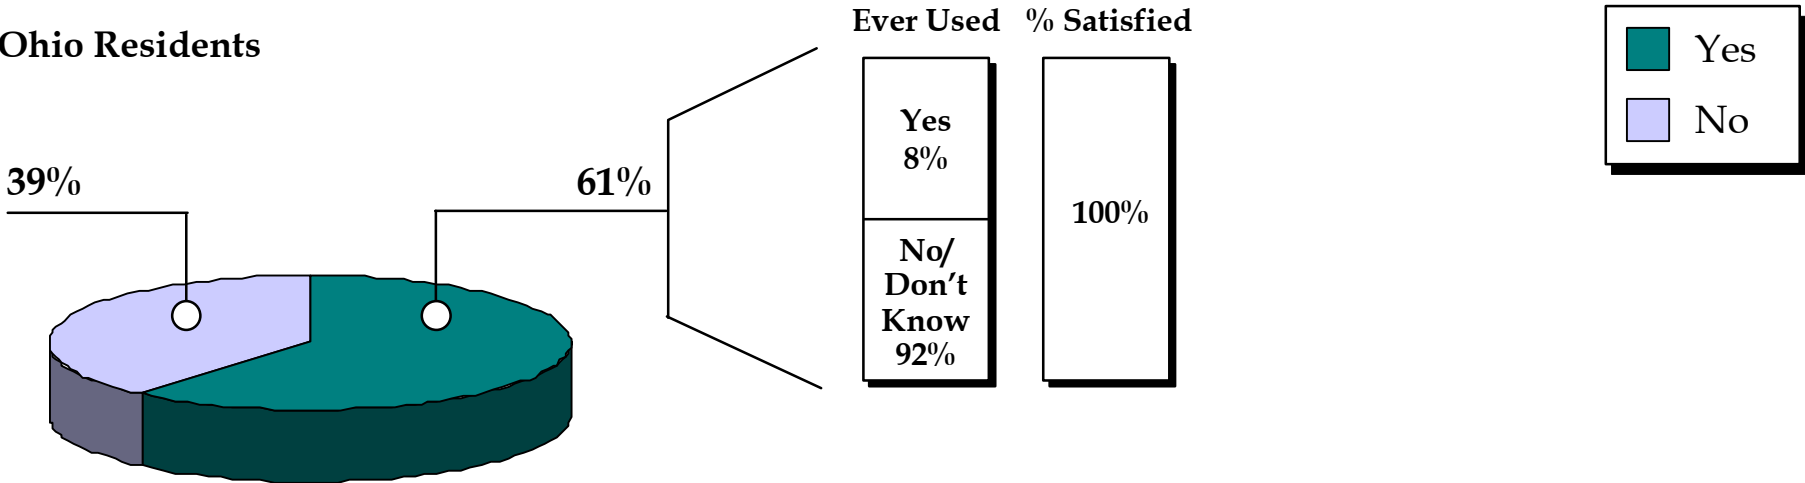 Ever Used % Satisfied
Ohio Residents
Yes
No
39%
61%
Yes
8%
No/
Don't
Know
92%
100%